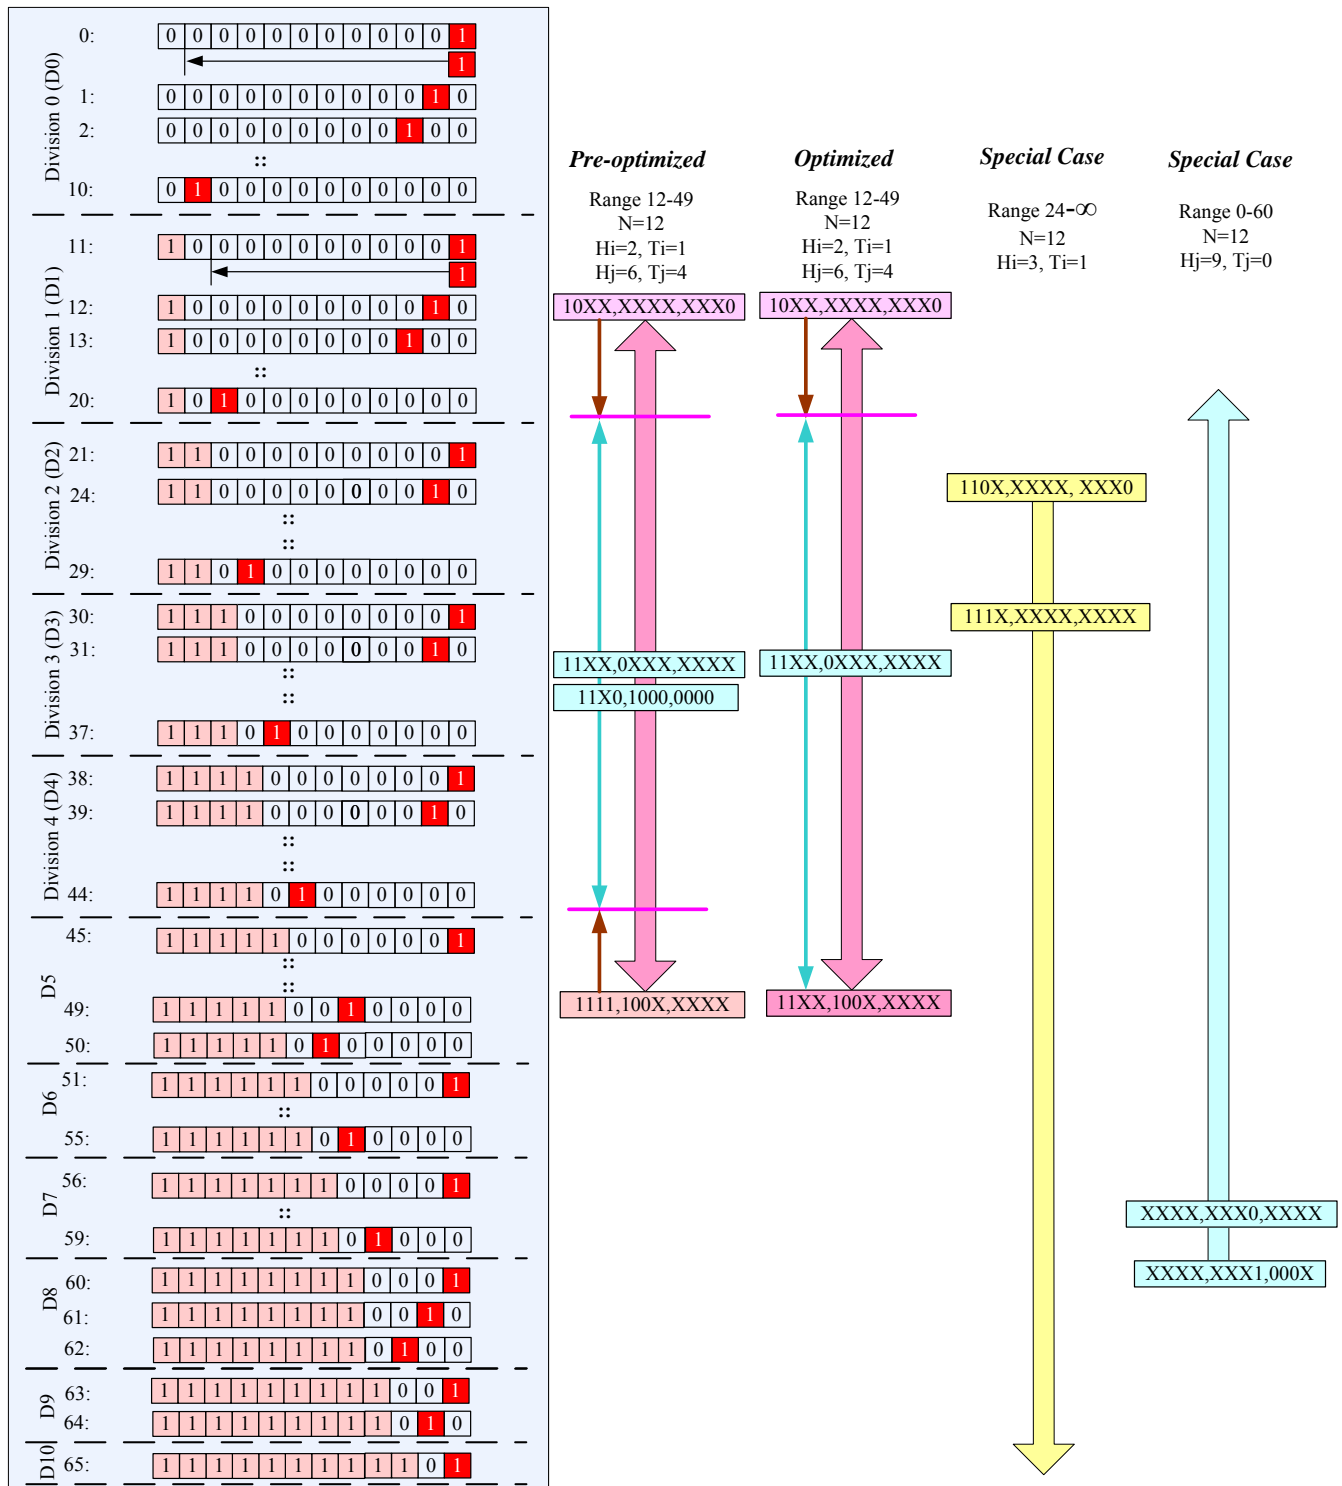 Division 0 (D0)
0: 0 0 0 0 0 0 0 0 0 0 0 1
1
1: 0 0 0 0 0 0 0 0 0 0 1 0
2: 0 0 0 0 0 0 0 0 0 1 0 0
::
10: 0 1 0 0 0 0 0 0 0 0 0 0
Division 1 (D1)
11: 1 0 0 0 0 0 0 0 0 0 0 1
1
12: 1 0 0 0 0 0 0 0 0 0 1 0
13: 1 0 0 0 0 0 0 0 0 1 0 0
::
20: 1 0 1 0 0 0 0 0 0 0 0 0
Division 2 (D2)
21: 1 1 0 0 0 0 0 0 0 0 0 1
24: 1 1 0 0 0 0 0 0 0 0 1 0
::
::
29: 1 1 0 1 0 0 0 0 0 0 0 0
Division 3 (D3)
30: 1 1 1 0 0 0 0 0 0 0 0 1
31: 1 1 1 0 0 0 0 0 0 0 1 0
::
::
37: 1 1 1 0 1 0 0 0 0 0 0 0
Division 4 (D4)
38: 1 1 1 1 0 0 0 0 0 0 0 1
39: 1 1 1 1 0 0 0 0 0 0 1 0
::
::
44: 1 1 1 1 0 1 0 0 0 0 0 0
D5
45: 1 1 1 1 1 0 0 0 0 0 0 1
::
::
49: 1 1 1 1 1 0 0 1 0 0 0 0
50: 1 1 1 1 1 0 1 0 0 0 0 0
D6
51: 1 1 1 1 1 1 0 0 0 0 0 1
::
55: 1 1 1 1 1 1 0 1 0 0 0 0
D7
56: 1 1 1 1 1 1 1 0 0 0 0 1
::
59: 1 1 1 1 1 1 1 0 1 0 0 0
D8
60: 1 1 1 1 1 1 1 1 0 0 0 1
61: 1 1 1 1 1 1 1 1 0 0 1 0
62: 1 1 1 1 1 1 1 1 0 1 0 0
D9
63: 1 1 1 1 1 1 1 1 1 0 0 1
64: 1 1 1 1 1 1 1 1 1 0 1 0
D10
65: 1 1 1 1 1 1 1 1 1 1 0 1
Pre-optimized
Range 12-49
N=12
Hi=2, Ti=1
Hj=6, Tj=4
10XX,XXXX,XXX0
11XX,0XXX,XXXX
11X0,1000,0000
1111,100X,XXXX
Optimized
Range 12-49
N=12
Hi=2, Ti=1
Hj=6, Tj=4
10XX,XXXX,XXX0
11XX,0XXX,XXXX
11XX,100X,XXXX
Special Case
Range 24-∞
N=12
Hi=3, Ti=1
110X,XXXX, XXX0
111X,XXXX,XXXX
Special Case
Range 0-60
N=12
Hj=9, Tj=0
XXXX,XXX0,XXXX
XXXX,XXX1,000X